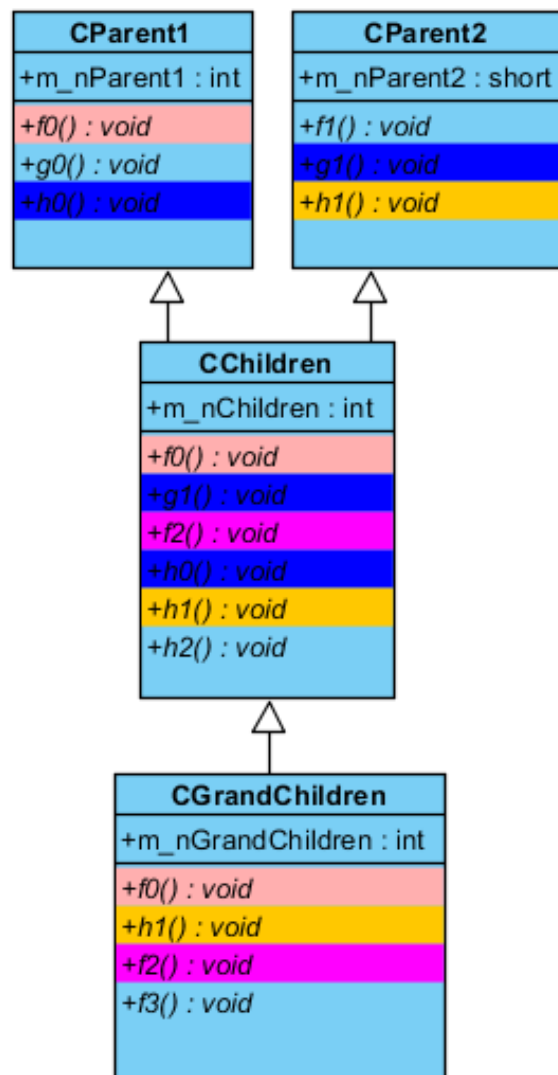 CParent1
+m_nParent1 : int
+f0() : void
+g0() : void
+h0() : void
CParent2
+m_nParent2 : short
+f1() : void
+g1() : void
+h1() : void
CChildren
+m_nChildren : int
+f0() : void
+g1() : void
+f2() : void
+h0() : void
+h1() : void
+h2() : void
CGrandChildren
+m_nGrandChildren : int
+f0() : void
+h1() : void
+f2() : void
+f3() : void